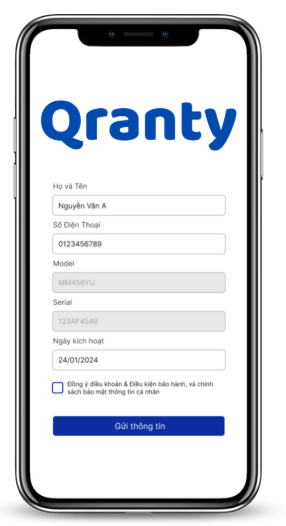 Qranty
Họ và Tên
Nguyễn Văn A
Số Điện Thoại
0123456789
Model
MM456YU
Serial
123AF4546
Ngày kích hoạt
24/01/2024
Đồng ý điều khoản & Điều kiện bảo hành, và chính
sách bảo mật thông tin cá nhân
Gửi thông tin